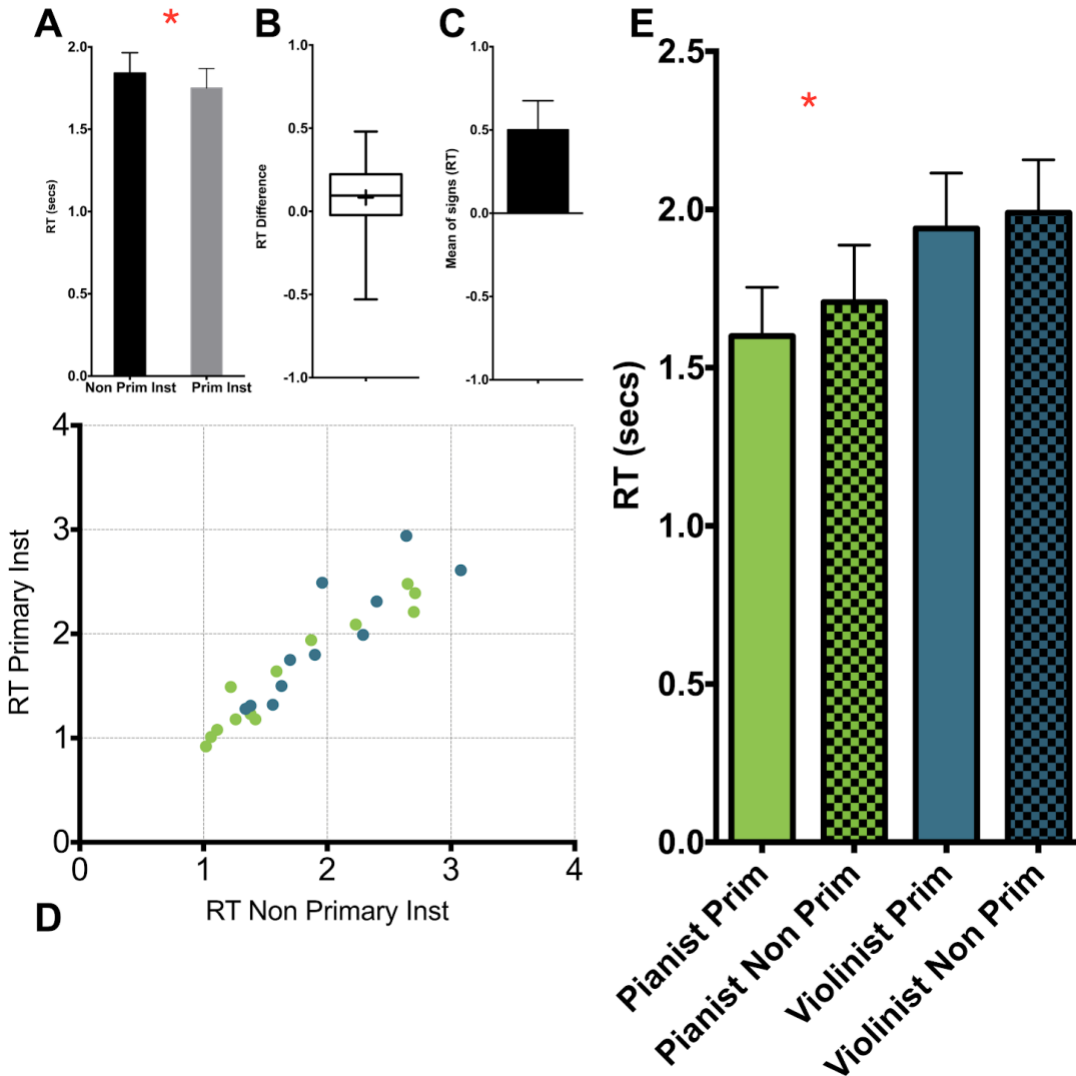 A
*
RT (secs)
2.0
1.5
1.0
0.5
0.0
Non Prim Inst
Prim Inst
B
RT Difference
1.0
0.5
0.0
-0.5
-1.0
C
Mean of signs (RT)
1.0
0.5
0.0
-0.5
-1.0
RT Primary Inst
4
3
2
1
0
0 1 2 3 4
RT Non Primary Inst
D
E
*
RT (secs)
2.5
2.0
1.5
1.0
0.5
0.0
Pianist Prim
Pianist Non Prim
Violinist Prim
Violinist Non Prim